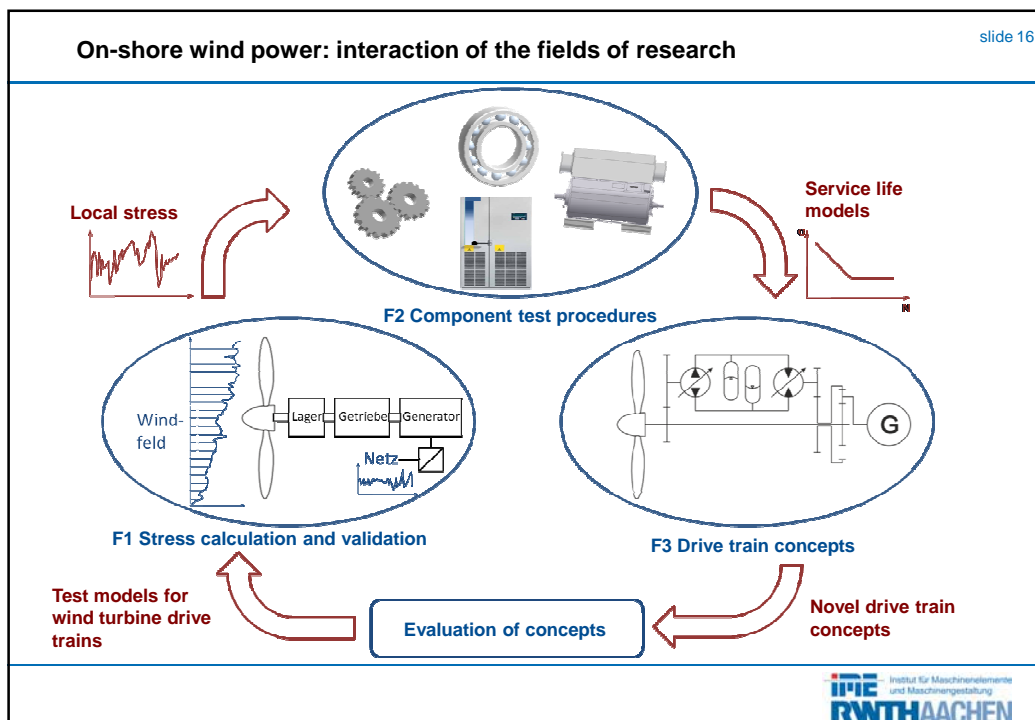 On-shore wind power: interaction of the fields of research
slide 16
Local stress
Service life
models
σ
N
F2 Component test procedures
Wind-
feld
Lager
Getriebe
Generator
Netz
G
F1 Stress calculation and validation
F3 Drive train concepts
Test models for
wind turbine drive
trains
Evaluation of concepts
Novel drive train
concepts
iME
Institut für Maschinenelemente
und Maschinengestaltung
RWTHAACHEN